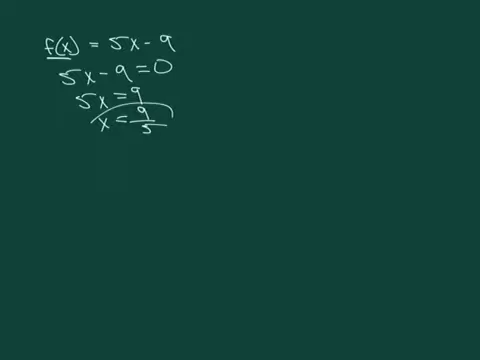 f(x) = 5x - 9
5x - 9 = 0
5x = 9
x = 9/5